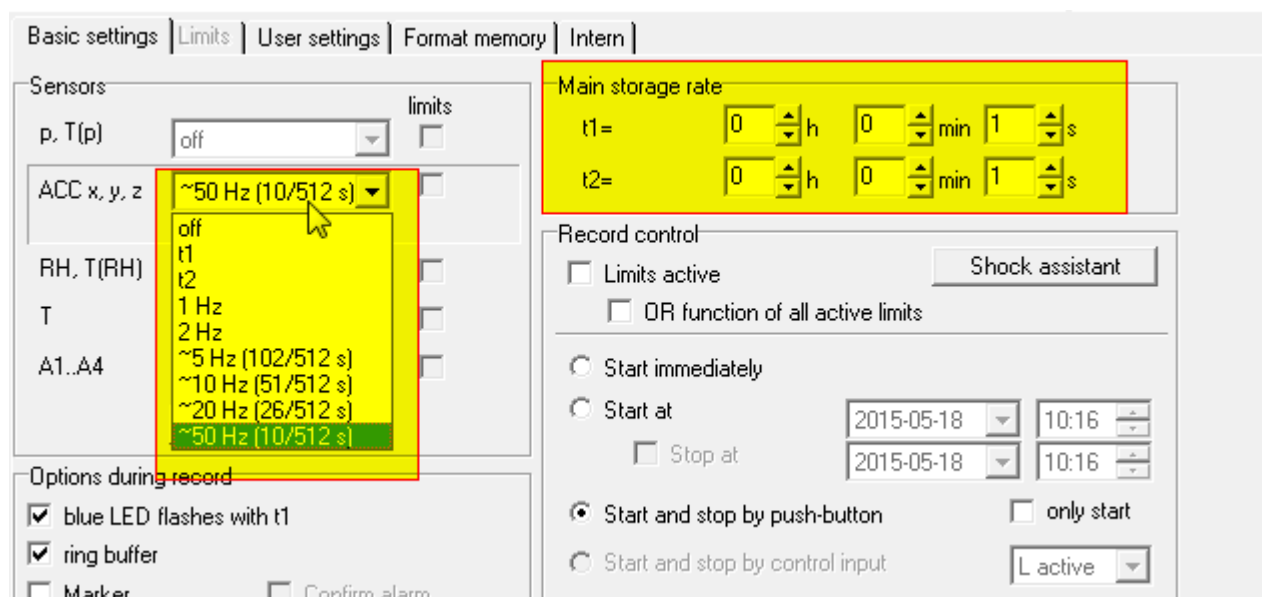 Basic settings Limits User settings Format memory Intern
Sensors
limits
p, T(p) off
ACC x, y, z ~50 Hz (10/512 s)
off
t1
t2
1 Hz
2 Hz
~5 Hz (102/512 s)
~10 Hz (51/512 s)
~20 Hz (26/512 s)
~50 Hz (10/512 s)
RH, T(RH)
T
A1..A4
Options during record
blue LED flashes with t1
ring buffer
Marker Confirm alarm
Main storage rate
t1= 0 h 0 min 1 s
t2= 0 h 0 min 1 s
Record control
Limits active Shock assistant
OR function of all active limits
Start immediately
Start at 2015-05-18 10:16
Stop at 2015-05-18 10:16
Start and stop by push-button only start
Start and stop by control input L active